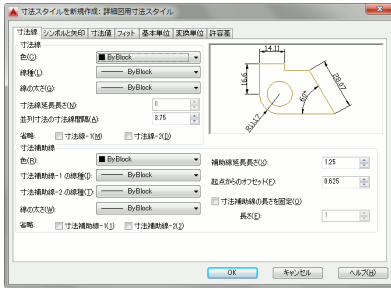 寸法スタイルを新規作成: 詳細図用寸法スタイル
寸法線 シンボルと矢印 寸法値 フィット 基本単位 変換単位 許容差
寸法線
色(C): ByBlock
線種(L): ByBlock
線の太さ(G): ByBlock
寸法線延長長さ(N): 0
並列寸法の寸法線間隔(A): 3.75
省略: 寸法線-1(M) 寸法線-2(D)
14.11
16.6
28.67
60°
R11.17
寸法補助線
色(R): ByBlock
寸法補助線-1 の線種(I): ByBlock
寸法補助線-2 の線種(T): ByBlock
線の太さ(W): ByBlock
省略: 寸法補助線-1(1) 寸法補助線-2(2)
補助線延長長さ(X): 1.25
起点からのオフセット(F): 0.625
寸法補助線の長さを固定(O)
長さ(E): 1
OK キャンセル ヘルプ(H)